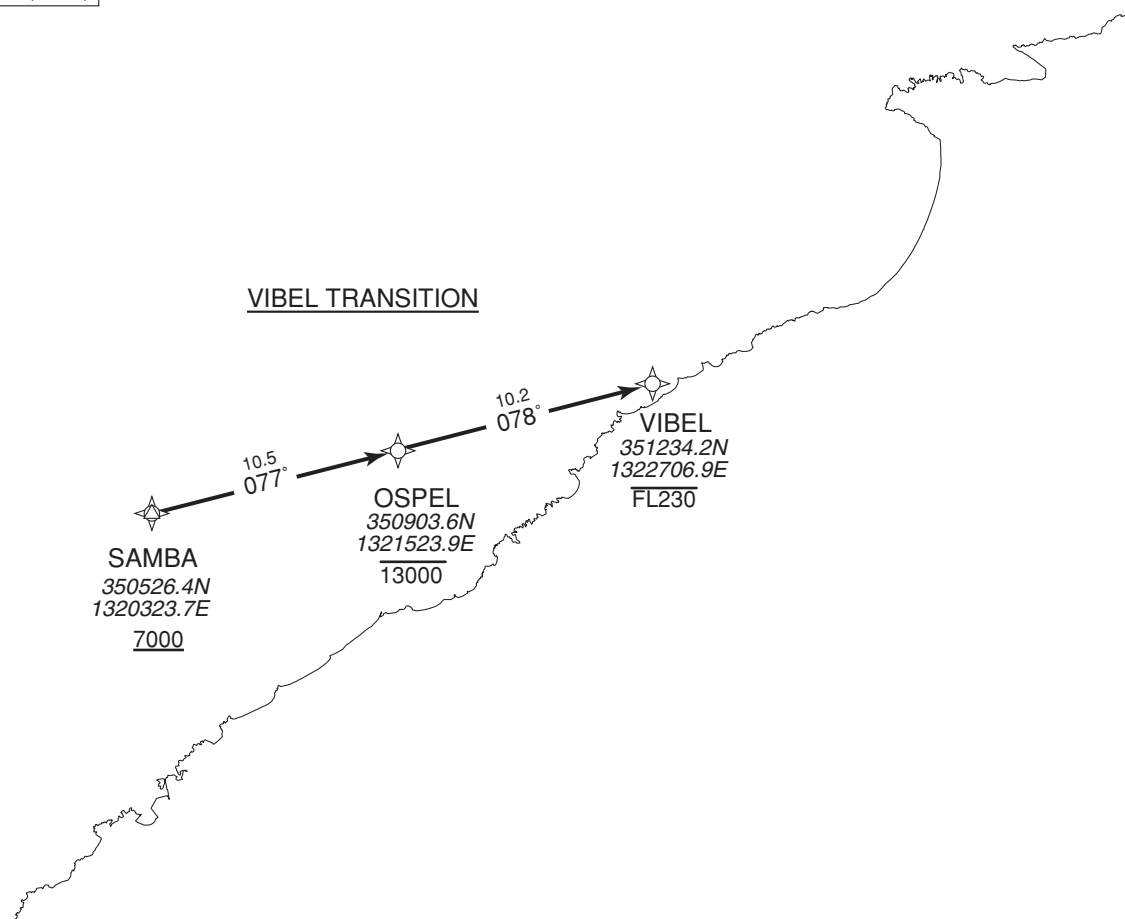 VIBEL TRANSITION
10.2
078°
VIBEL
351234.2N
1322706.9E
FL230
10.5
077°
OSPEL
350903.6N
1321523.9E
13000
SAMBA
350526.4N
1320323.7E
7000